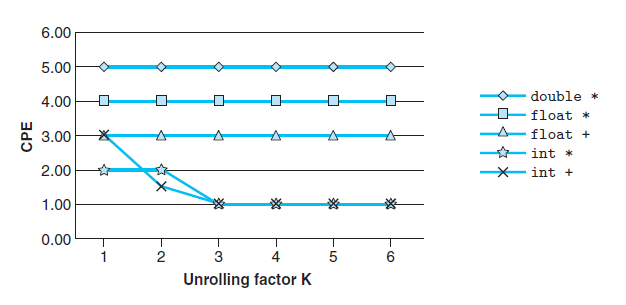 6.00
5.00
4.00
3.00
2.00
1.00
0.00
CPE
1 2 3 4 5 6
Unrolling factor K
double *
float *
float +
int *
int +